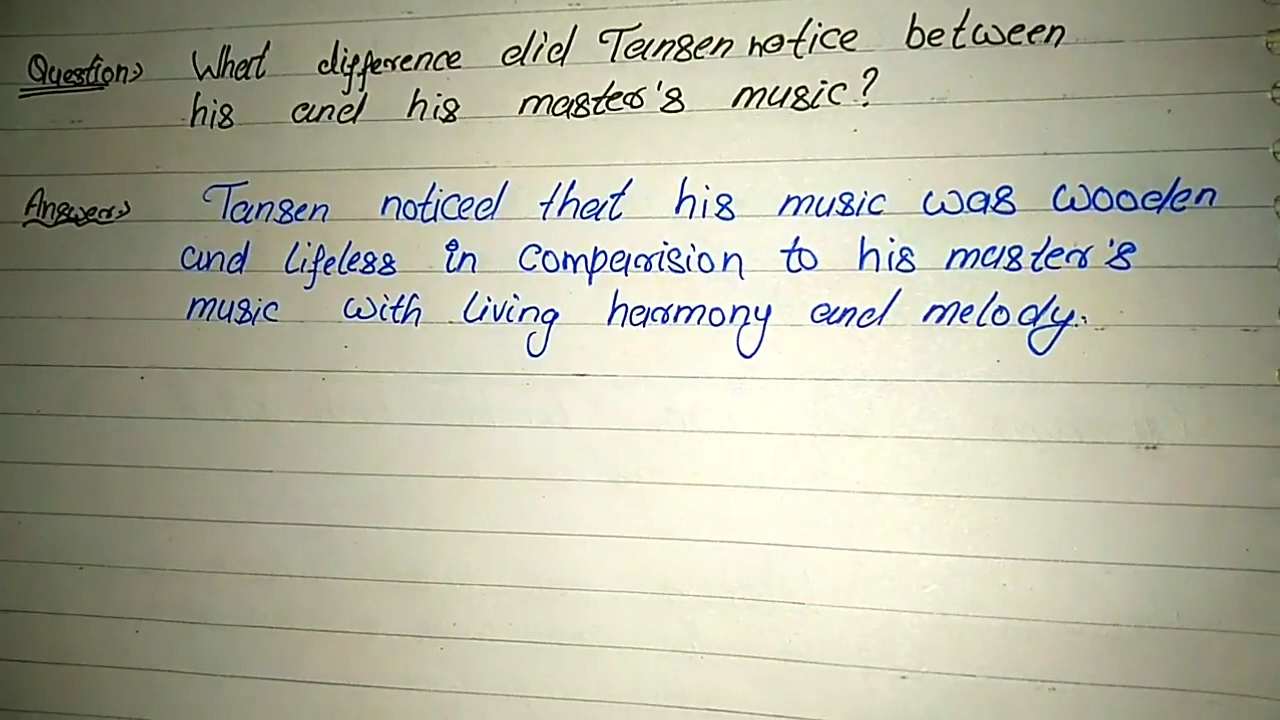 Question→ What difference did Tansen notice between
his and his master's music?
Answer→ Tansen noticed that his music was wooden
and lifeless in comparision to his master's
music with living harmony and melody.